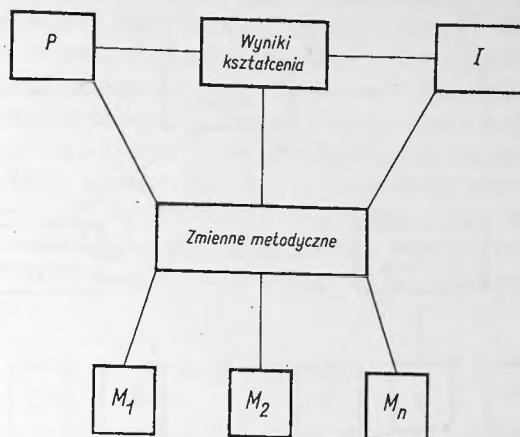 P
Wyniki
kształcenia
I
Zmienne metodyczne
M₁
M₂
Mₙ